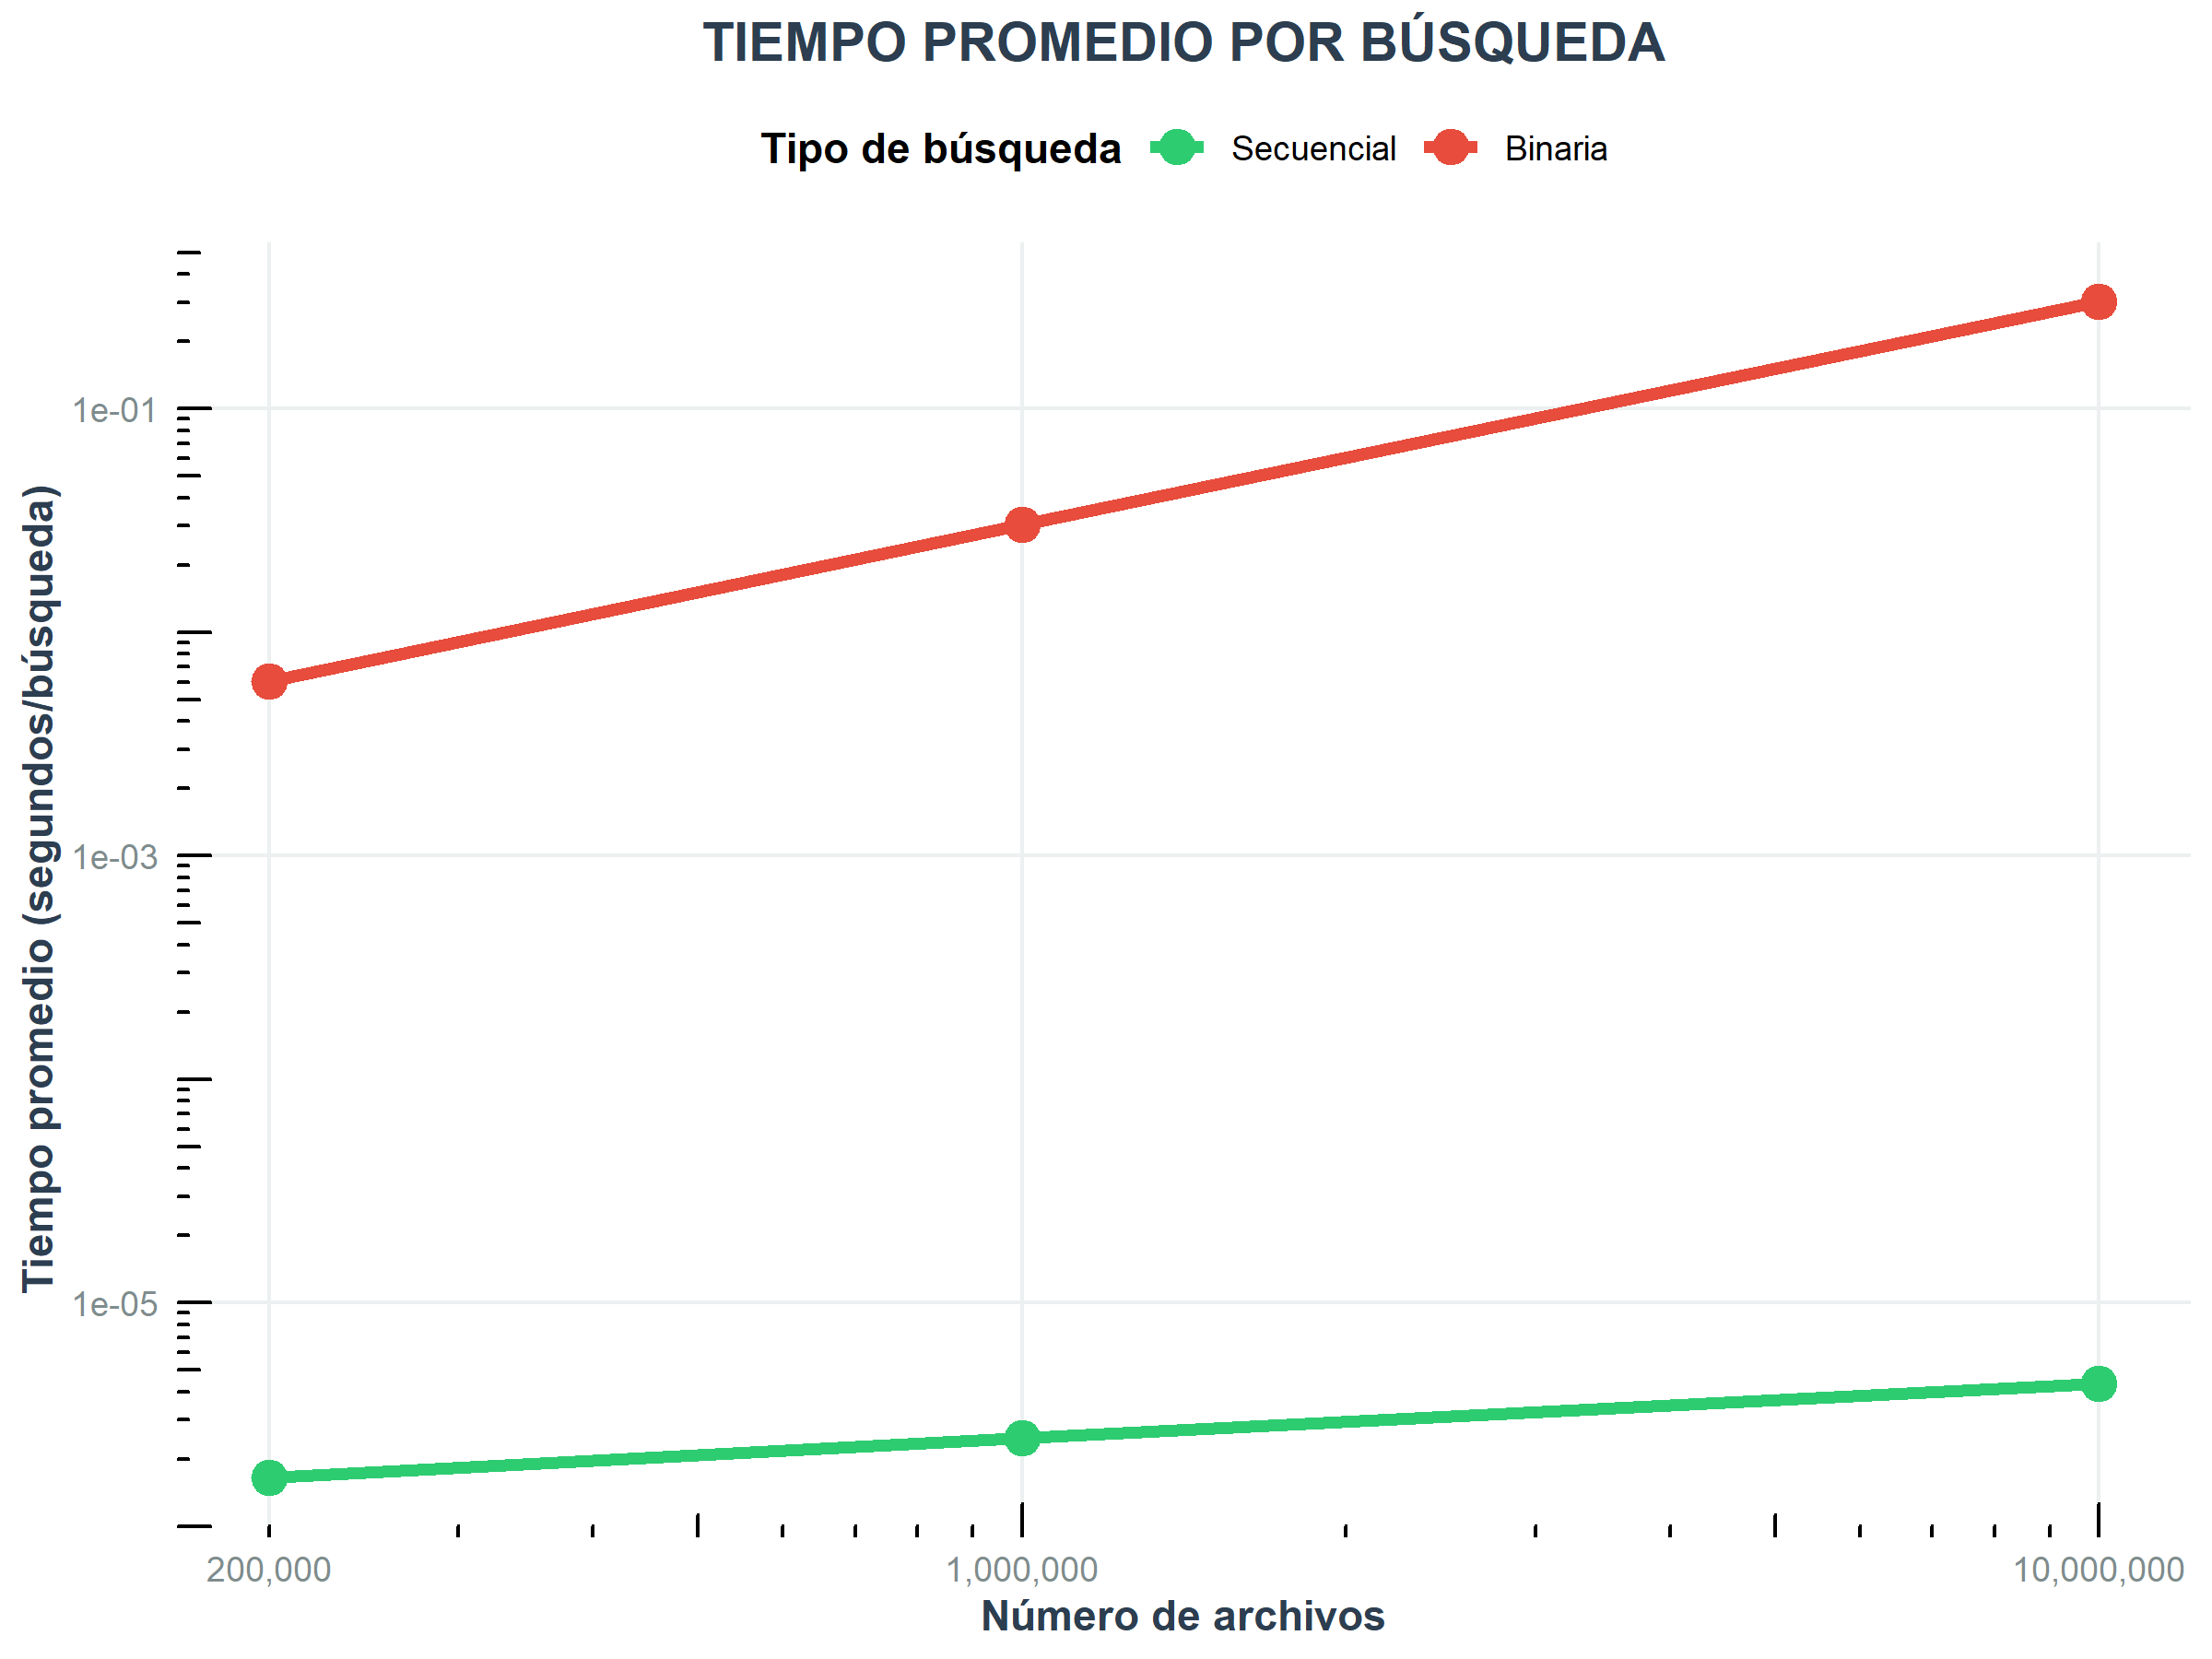 TIEMPO PROMEDIO POR BÚSQUEDA
Tipo de búsqueda Secuencial Binaria
Tiempo promedio (segundos/búsqueda)
1e-01
1e-03
1e-05
200,000 1,000,000 10,000,000
Número de archivos